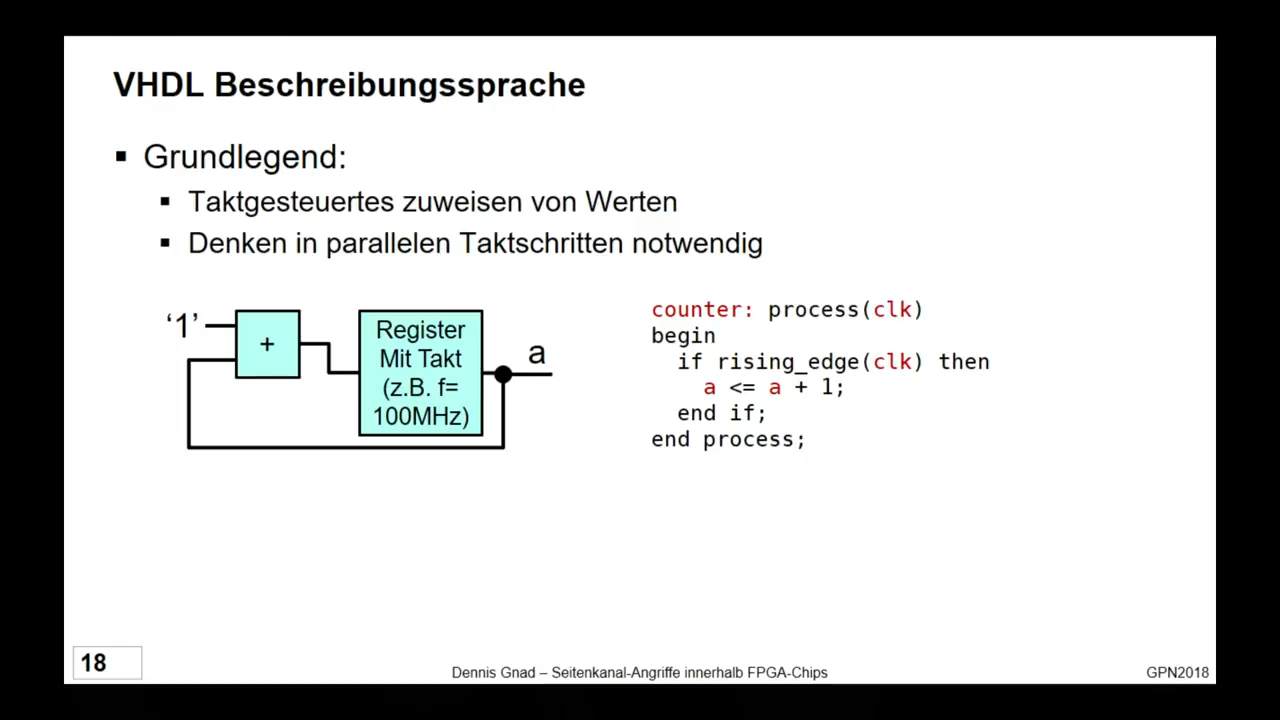 VHDL Beschreibungssprache
▪ Grundlegend:
▪ Taktgesteuertes zuweisen von Werten
▪ Denken in parallelen Taktschritten notwendig
‘1’
+
Register
Mit Takt
(z.B. f=
100MHz)
a
counter: process(clk)
begin
  if rising_edge(clk) then
    a <= a + 1;
  end if;
end process;
18
Dennis Gnad – Seitenkanal-Angriffe innerhalb FPGA-Chips
GPN2018